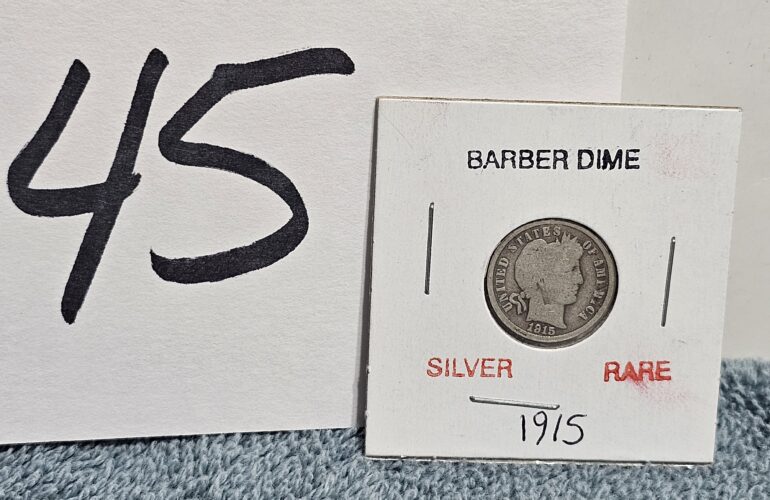 45
BARBER DIME
UNITED STATES OF AMERICA
1915
SILVER RARE
1915